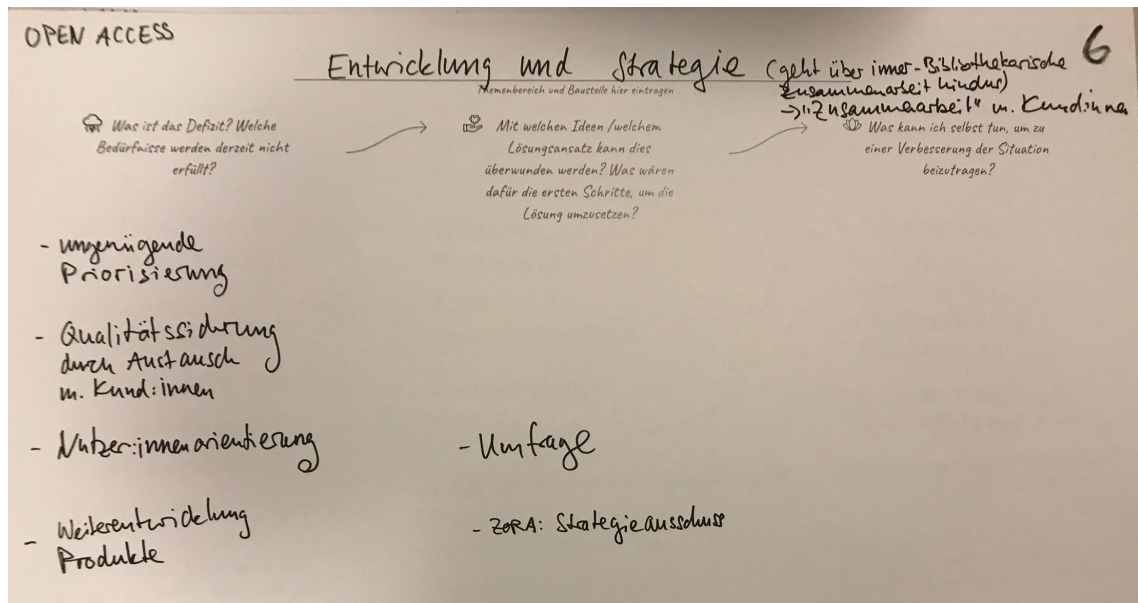 OPEN ACCESS
6
Entwicklung und Strategie (geht über inner-Bibliothekarische
Zusammenarbeit hinaus)
→ "Zusammenarbeit" m. Kund:innen
Themenbereich und Baustelle hier eintragen
Was ist das Defizit? Welche
Bedürfnisse werden derzeit nicht
erfüllt?
Mit welchen Ideen /welchem
Lösungsansatz kann dies
überwunden werden? Was wären
dafür die ersten Schritte, um die
Lösung umzusetzen?
Was kann ich selbst tun, um zu
einer Verbesserung der Situation
beizutragen?
- ungenügende
Priorisierung
- Qualitätssicherung
durch Austausch
m. Kund:innen
- Nutzer:innenorientierung
- Umfrage
- Weiterentwicklung
Produkte
- ZORA: Strategieausschuss